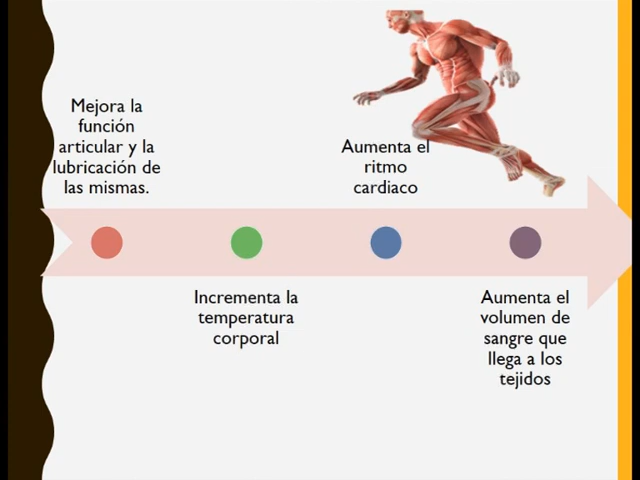 Mejora la
función
articular y la
lubricación de
las mismas.
Incrementa la
temperatura
corporal
Aumenta el
ritmo
cardiaco
Aumenta el
volumen de
sangre que
llega a los
tejidos